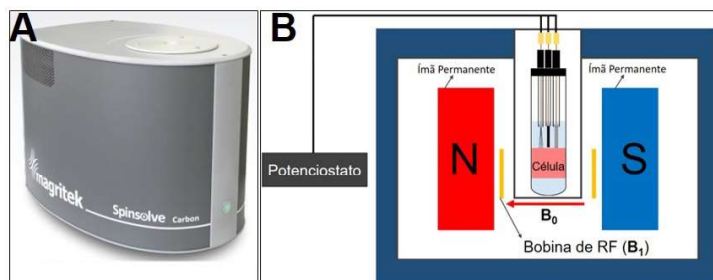 A
magritek
Spinsolve Carbon
B
Ímã Permanente
Ímã Permanente
N
S
Célula
Potenciostato
B₀
Bobina de RF (B₁)